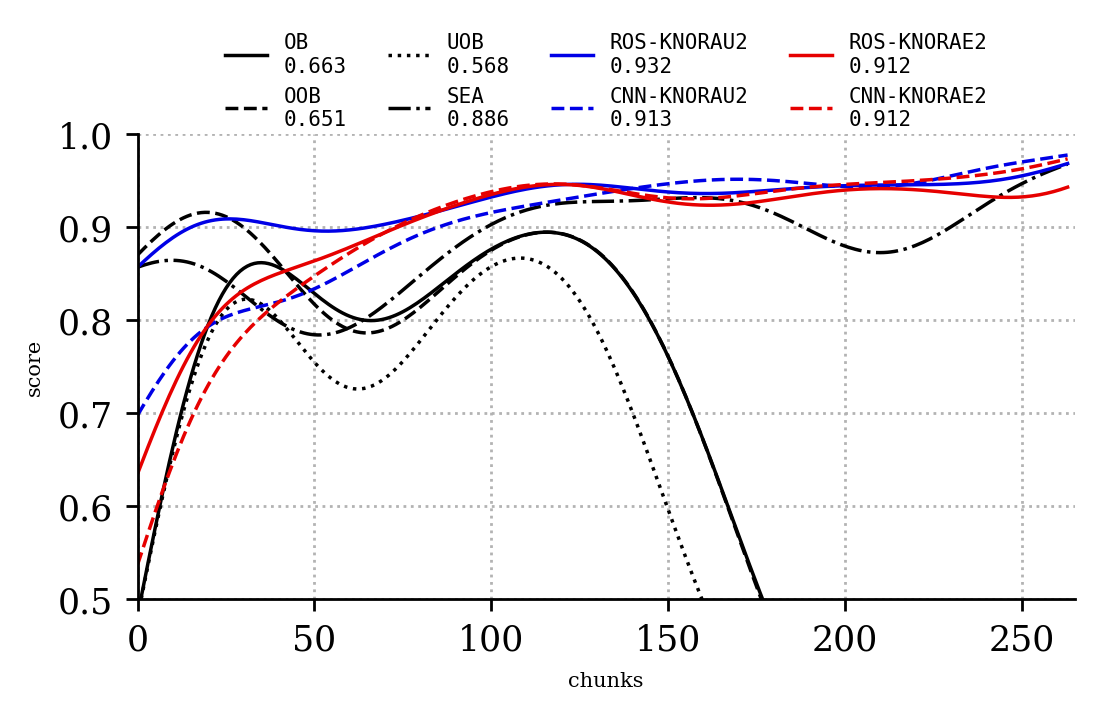 OB UOB ROS-KNORAU2 ROS-KNORAE2
0.663 0.568 0.932 0.912
OOB SEA CNN-KNORAU2 CNN-KNORAE2
0.651 0.886 0.913 0.912
1.0
0.9
0.8
0.7
0.6
0.5
score
0 50 100 150 200 250
chunks